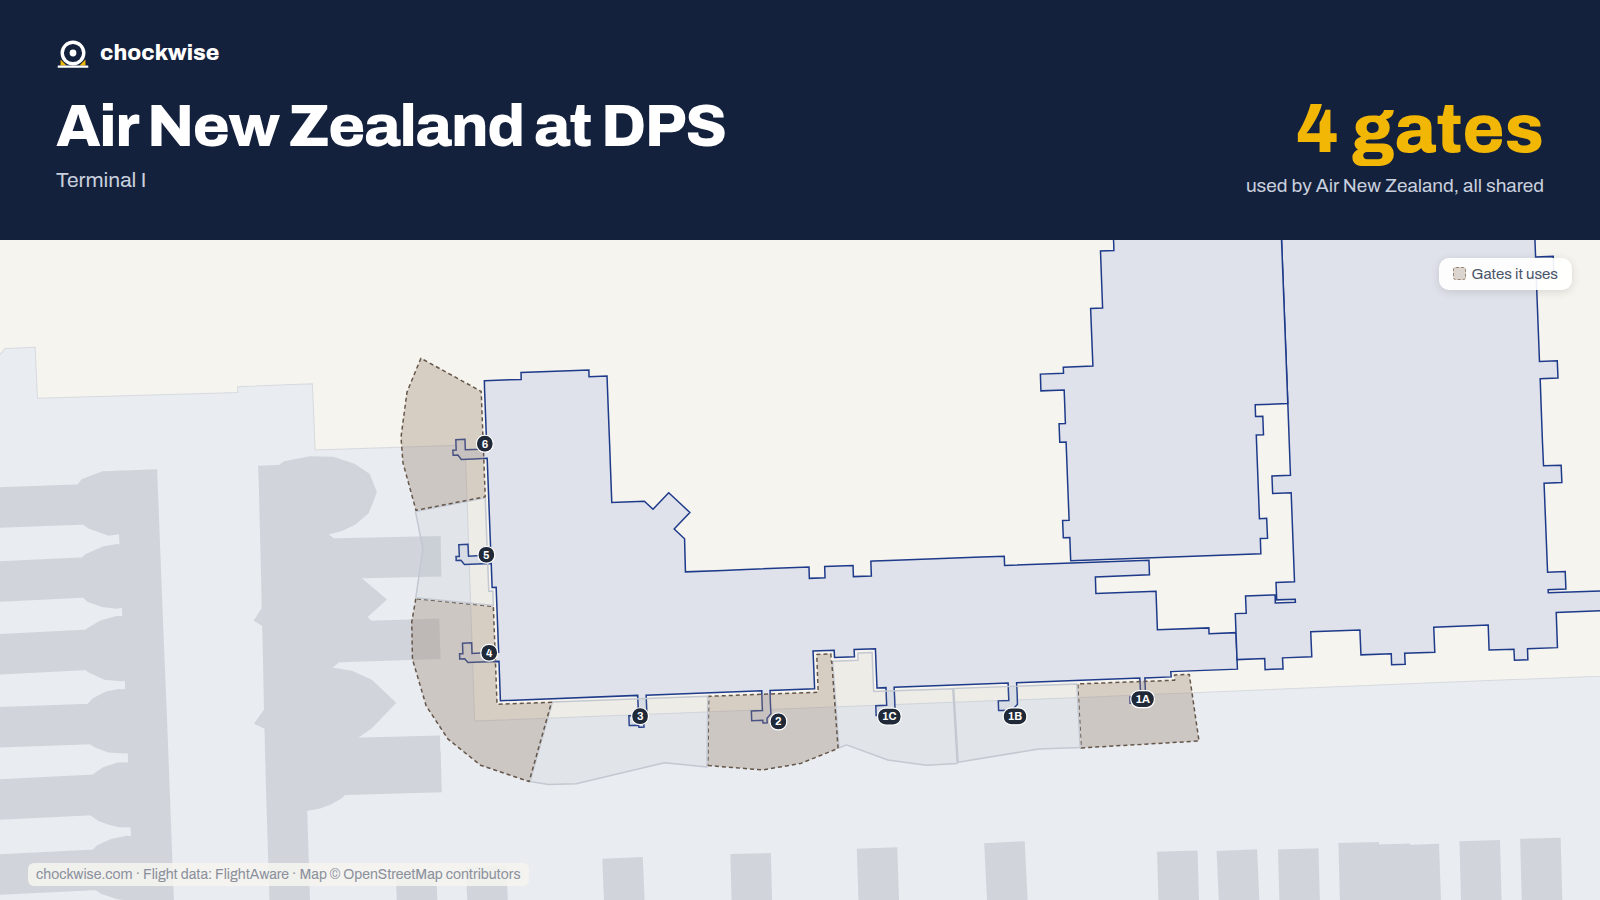 chockwise
Air New Zealand at DPS
Terminal I
4 gates
used by Air New Zealand, all shared
Gates it uses
6
5
4
3
2
1C
1B
1A
chockwise.com · Flight data: FlightAware · Map © OpenStreetMap contributors